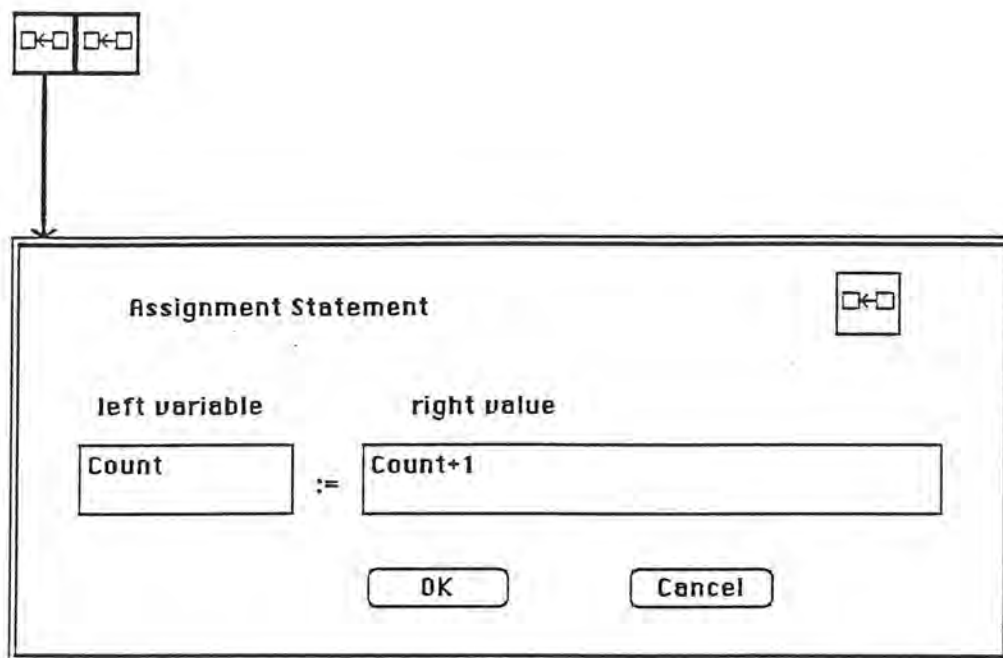 Assignment Statement
left variable right value
Count := Count+1
OK Cancel